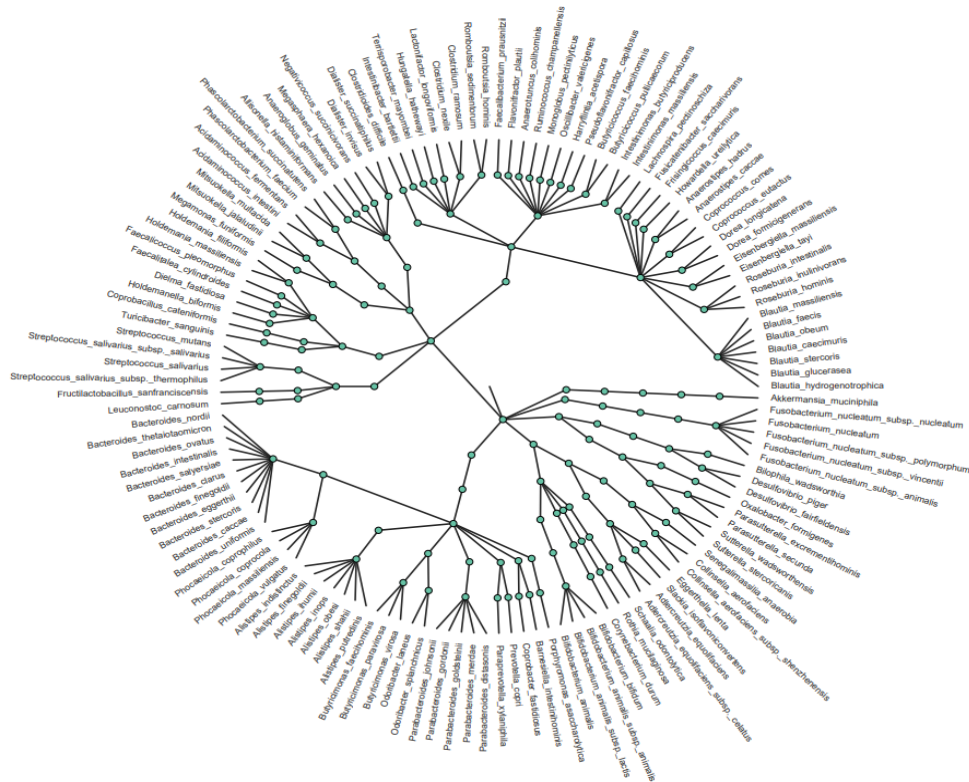 Faecalibacterium_prausnitzii
Flavonifractor_plautii
Anaerotruncus_colihominis
Ruminococcus_champanellensis
Monoglobus_pectinilyticus
Oscillibacter_valericigenes
Harryflintia_acetispora
Pseudoflavonifractor_capillosus
Butyricicoccus_faecihominis
Butyricicoccus_pullicaecorum
Intestinimonas_butyriciproducens
Intestinimonas_massiliensis
Lachnospira_pectinoschiza
Fusicatenibacter_saccharivorans
Frisingicoccus_caecimuris
Howardella_ureilytica
Anaerostipes_hadrus
Anaerostipes_caccae
Coprococcus_comes
Coprococcus_eutactus
Dorea_longicatena
Dorea_formicigenerans
Eisenbergiella_massiliensis
Eisenbergiella_tayi
Roseburia_intestinalis
Roseburia_inulinivorans
Roseburia_hominis
Blautia_massiliensis
Blautia_faecis
Blautia_obeum
Blautia_caecimuris
Blautia_stercoris
Blautia_glucerasea
Blautia_hydrogenotrophica
Akkermansia_muciniphila
Fusobacterium_nucleatum_subsp._nucleatum
Fusobacterium_nucleatum
Fusobacterium_nucleatum_subsp._polymorphum
Fusobacterium_nucleatum_subsp._vincentii
Fusobacterium_nucleatum_subsp._animalis
Bilophila_wadsworthia
Desulfovibrio_piger
Desulfovibrio_fairfieldensis
Oxalobacter_formigenes
Parasutterella_excrementihominis
Parasutterella_secunda
Sutterella_wadsworthensis
Sutterella_stercoricanis
Senegalimassilia_anaerobia
Collinsella_aerofaciens
Collinsella_aerofaciens_subsp._shenzhenensis
Eggerthella_lenta
Slackia_isoflavoniconvertens
Adlercreutzia_equolifaciens
Adlercreutzia_equolifaciens_subsp._celatus
Schaalia_odontolytica
Rothia_mucilaginosa
Corynebacterium_durum
Bifidobacterium_bifidum
Bifidobacterium_animalis_subsp._animalis
Bifidobacterium_animalis_subsp._lactis
Bifidobacterium_animalis
Porphyromonas_asaccharolytica
Barnesiella_intestinihominis
Coprobacter_fastidiosus
Prevotella_copri
Paraprevotella_xylaniphila
Parabacteroides_distasonis
Parabacteroides_merdae
Parabacteroides_goldsteinii
Parabacteroides_gordonii
Parabacteroides_johnsonii
Odoribacter_splanchnicus
Odoribacter_laneus
Butyricimonas_virosa
Butyricimonas_paravirosa
Butyricimonas_faecihominis
Alistipes_putredinis
Alistipes_shahii
Alistipes_obesi
Alistipes_inops
Alistipes_ihumii
Alistipes_finegoldii
Alistipes_indistinctus
Phocaeicola_vulgatus
Phocaeicola_massiliensis
Phocaeicola_coprocola
Phocaeicola_coprophilus
Bacteroides_uniformis
Bacteroides_caccae
Bacteroides_stercoris
Bacteroides_eggerthii
Bacteroides_finegoldii
Bacteroides_clarus
Bacteroides_salyersiae
Bacteroides_intestinalis
Bacteroides_ovatus
Bacteroides_thetaiotaomicron
Bacteroides_nordii
Leuconostoc_carnosum
Fructilactobacillus_sanfranciscensis
Streptococcus_salivarius_subsp._thermophilus
Streptococcus_salivarius
Streptococcus_salivarius_subsp._salivarius
Streptococcus_mutans
Turicibacter_sanguinis
Coprobacillus_cateniformis
Holdemanella_biformis
Dielma_fastidiosa
Faecalitalea_cylindroides
Faecalicoccus_pleomorphus
Holdemania_massiliensis
Holdemania_filiformis
Megamonas_funiformis
Mitsuokella_jalaludinii
Mitsuokella_multacida
Acidaminococcus_intestini
Acidaminococcus_fermentans
Phascolarctobacterium_faecium
Phascolarctobacterium_succinatutens
Allisonella_histaminiformans
Anaeroglobus_geminatus
Megasphaera_hexanoica
Negativicoccus_succinicivorans
Dialister_invisus
Dialister_succinatiphilus
Clostridioides_difficile
Intestinibacter_bartlettii
Terrisporobacter_mayombei
Hungatella_hathewayi
Lactonifactor_longoviformis
Clostridium_nexile
Clostridium_ramosum
Romboutsia_sedimentorum
Romboutsia_hominis